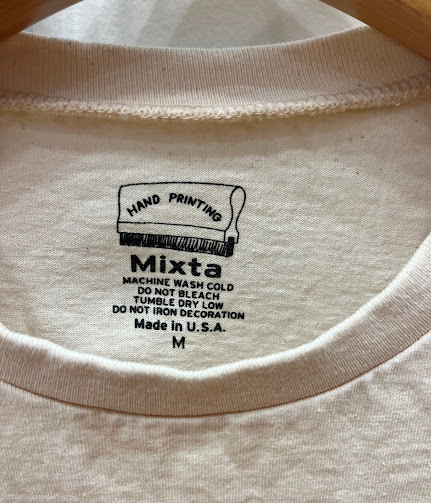 HAND PRINTING
Mixta
MACHINE WASH COLD
DO NOT BLEACH
TUMBLE DRY LOW
DO NOT IRON DECORATION
Made in U.S.A.
M